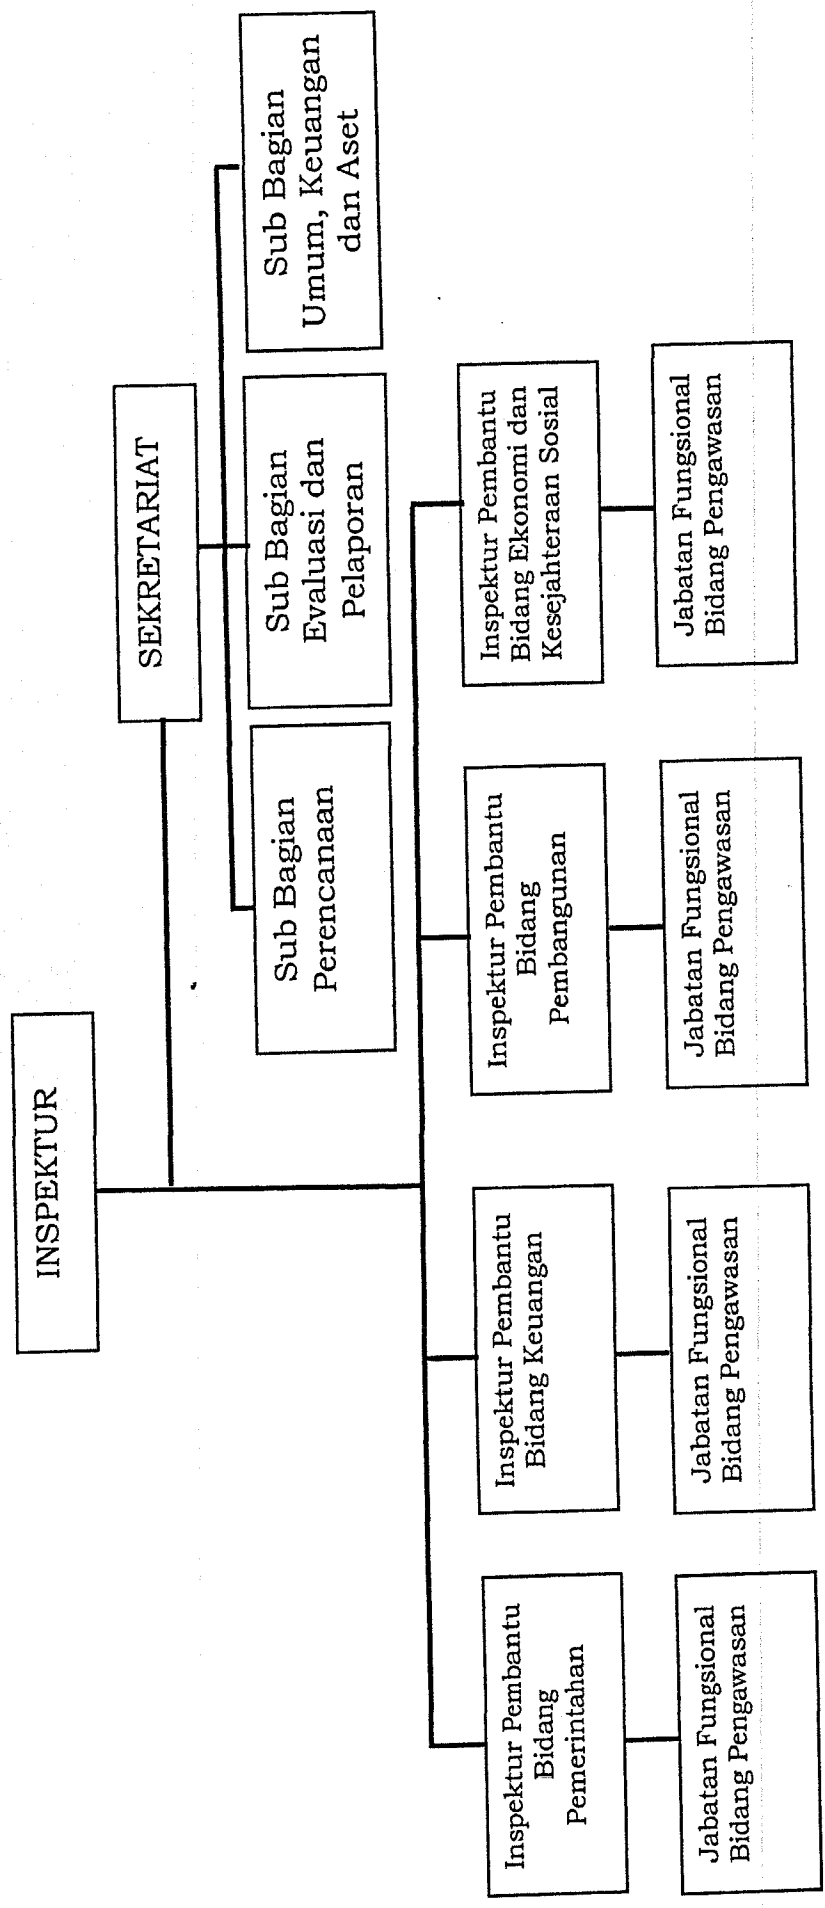 INSPEKTUR
SEKRETARIAT
Sub Bagian
Perencanaan
Sub Bagian
Evaluasi dan
Pelaporan
Sub Bagian
Umum, Keuangan
dan Aset
Inspektur Pembantu
Bidang
Pemerintahan
Inspektur Pembantu
Bidang Keuangan
Inspektur Pembantu
Bidang
Pembangunan
Inspektur Pembantu
Bidang Ekonomi dan
Kesejahteraan Sosial
Jabatan Fungsional
Bidang Pengawasan
Jabatan Fungsional
Bidang Pengawasan
Jabatan Fungsional
Bidang Pengawasan
Jabatan Fungsional
Bidang Pengawasan